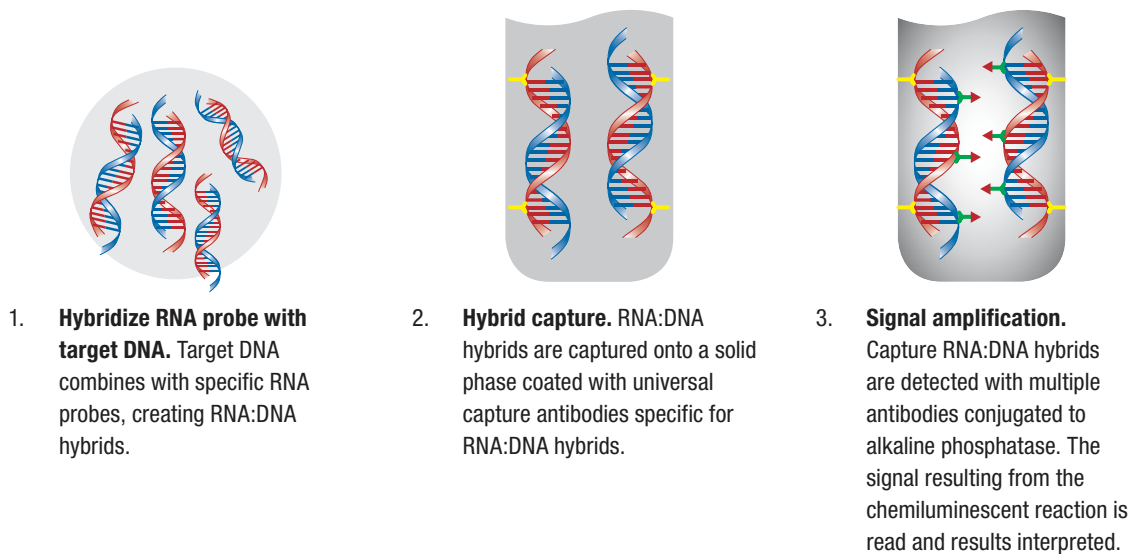 1. Hybridize RNA probe with
target DNA. Target DNA
combines with specific RNA
probes, creating RNA:DNA
hybrids.
2. Hybrid capture. RNA:DNA
hybrids are captured onto a solid
phase coated with universal
capture antibodies specific for
RNA:DNA hybrids.
3. Signal amplification.
Capture RNA:DNA hybrids
are detected with multiple
antibodies conjugated to
alkaline phosphatase. The
signal resulting from the
chemiluminescent reaction is
read and results interpreted.